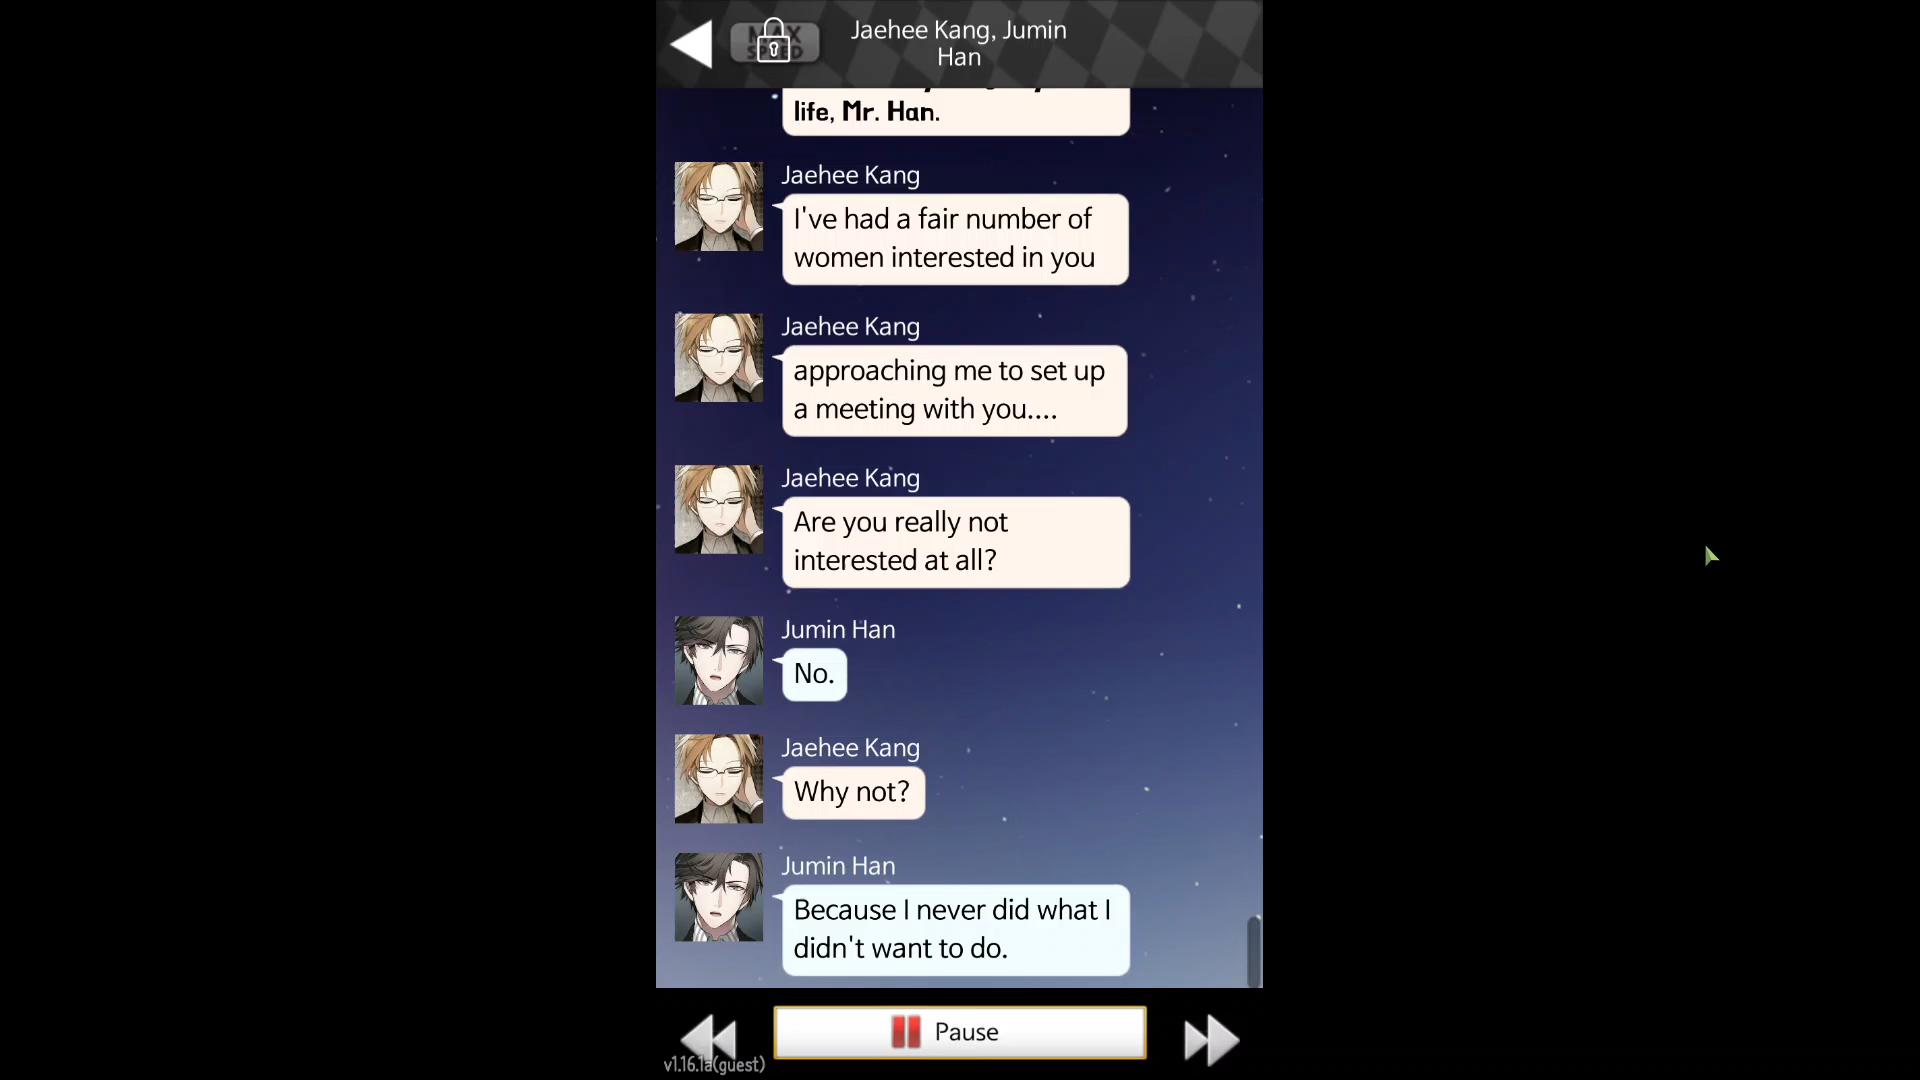 MAX
SPEED
Jaehee Kang, Jumin
Han
life, Mr. Han.
Jaehee Kang
I've had a fair number of
women interested in you
Jaehee Kang
approaching me to set up
a meeting with you....
Jaehee Kang
Are you really not
interested at all?
Jumin Han
No.
Jaehee Kang
Why not?
Jumin Han
Because I never did what I
didn't want to do.
Pause
v1.16.1a(guest)